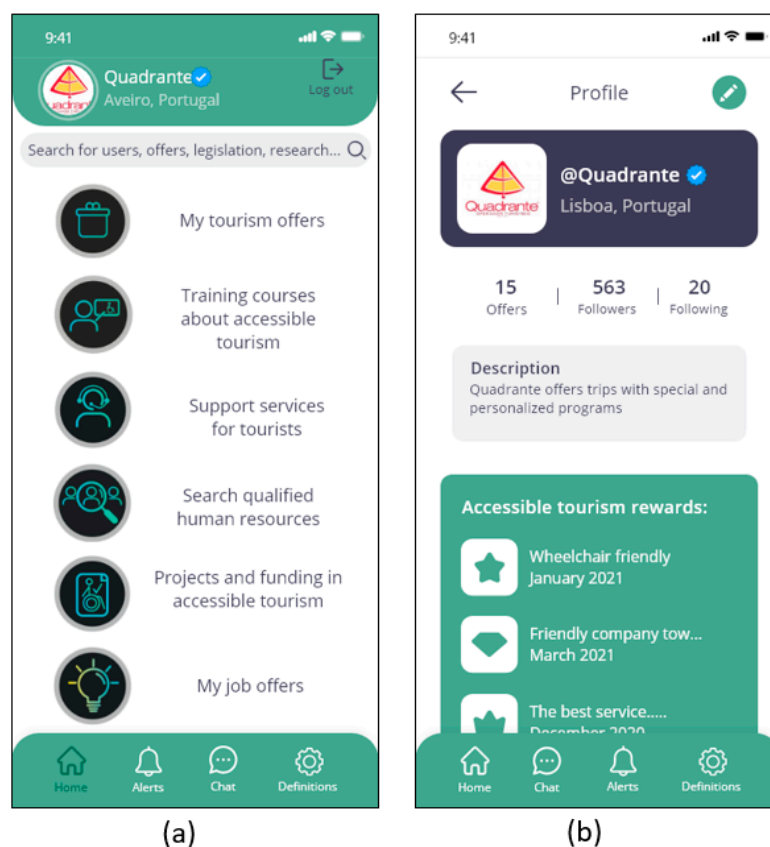 9:41
Quadrante
Aveiro, Portugal
Log out
Search for users, offers, legislation, research...
My tourism offers
Training courses
about accessible
tourism
Support services
for tourists
Search qualified
human resources
Projects and funding in
accessible tourism
My job offers
Home
Alerts
Chat
Definitions
(a)
9:41
Profile
Quadrante
@Quadrante
Lisboa, Portugal
15
Offers
563
Followers
20
Following
Description
Quadrante offers trips with special and
personalized programs
Accessible tourism rewards:
Wheelchair friendly
January 2021
Friendly company tow...
March 2021
The best service.....
December 2020
Home
Chat
Alerts
Definitions
(b)